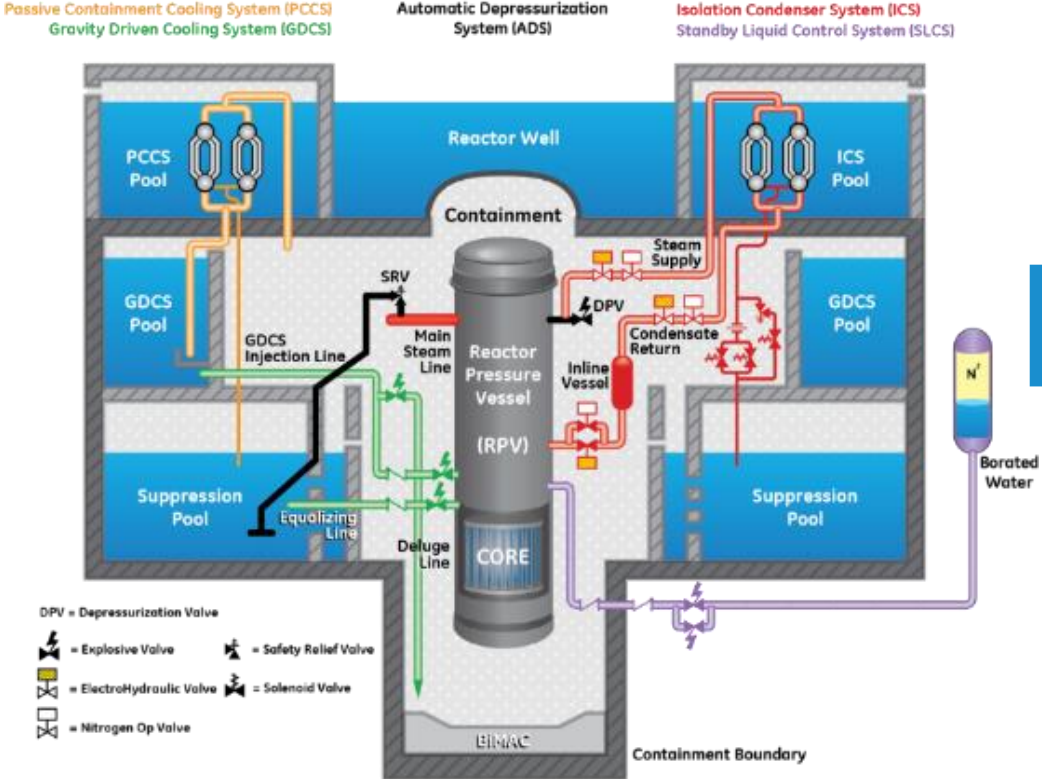 Passive Containment Cooling System (PCCS)
Gravity Driven Cooling System (GDCS)
Automatic Depressurization
System (ADS)
Isolation Condenser System (ICS)
Standby Liquid Control System (SLCS)
Reactor Well
PCCS
Pool
ICS
Pool
Containment
Steam
Supply
SRV
DPV
GDCS
Pool
GDCS
Pool
GDCS
Injection Line
Main
Steam
Line
Reactor
Pressure
Vessel
(RPV)
Condensate
Return
Inline
Vessel
Borated
Water
Suppression
Pool
Suppression
Pool
Equalizing
Line
Deluge
Line
CORE
DPV = Depressurization Valve
= Explosive Valve
= Safety Relief Valve
= ElectroHydraulic Valve
= Solenoid Valve
= Nitrogen Op Valve
BiMAC
Containment Boundary